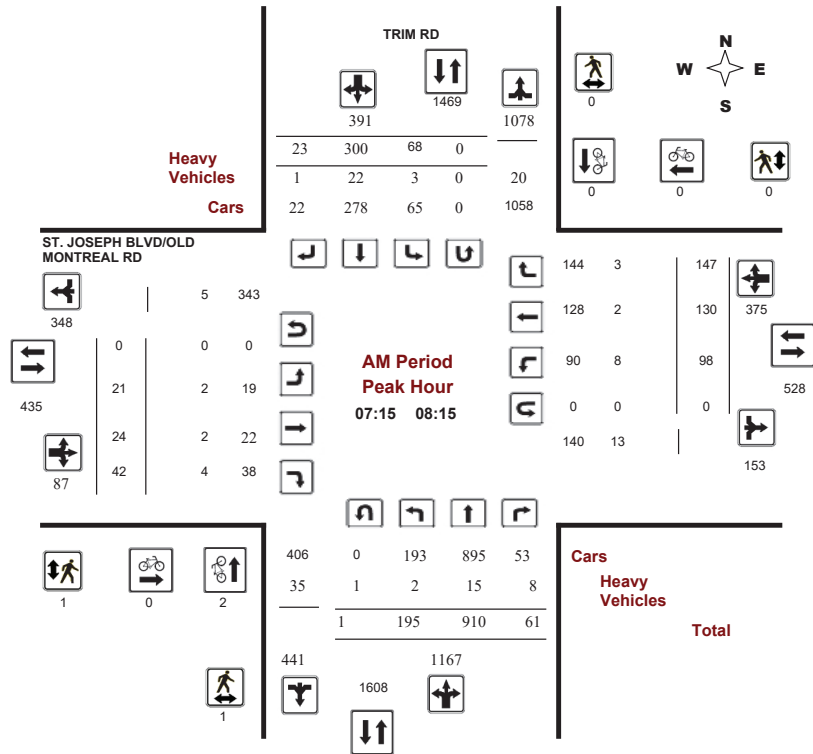 TRIM RD
N
W E
S
1469
0
391 1078
23 300 68 0
Heavy
Vehicles
1 22 3 0 20
Cars
22 278 65 0 1058
0 0 0
ST. JOSEPH BLVD/OLD
MONTREAL RD
144 3 147
5 343
348
128 2 130 375
0 0 0
AM Period
Peak Hour
07:15 08:15
90 8 98
21 2 19
435
528
0 0 0
24 2 22
140 13
153
42 4 38
87
406 0 193 895 53
Cars
35 1 2 15 8
Heavy
Vehicles
1 0 2
1 195 910 61
Total
441 1167
1608
1